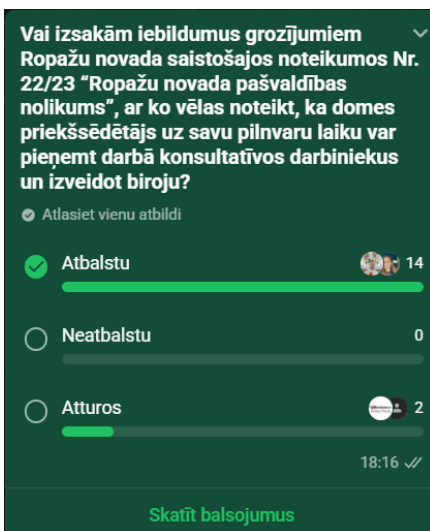 Vai izsakām iebildumus grozījumiem
Ropažu novada saistošajos noteikumos Nr.
22/23 “Ropažu novada pašvaldības
nolikums”, ar ko vēlas noteikt, ka domes
priekšsēdētājs uz savu pilnvaru laiku var
pieņemt darbā konsultatīvos darbiniekus
un izveidot biroju?
Atlasiet vienu atbildi
Atbalstu 14
Neatbalstu 0
Atturos 2
18:16
Skatīt balsojumus